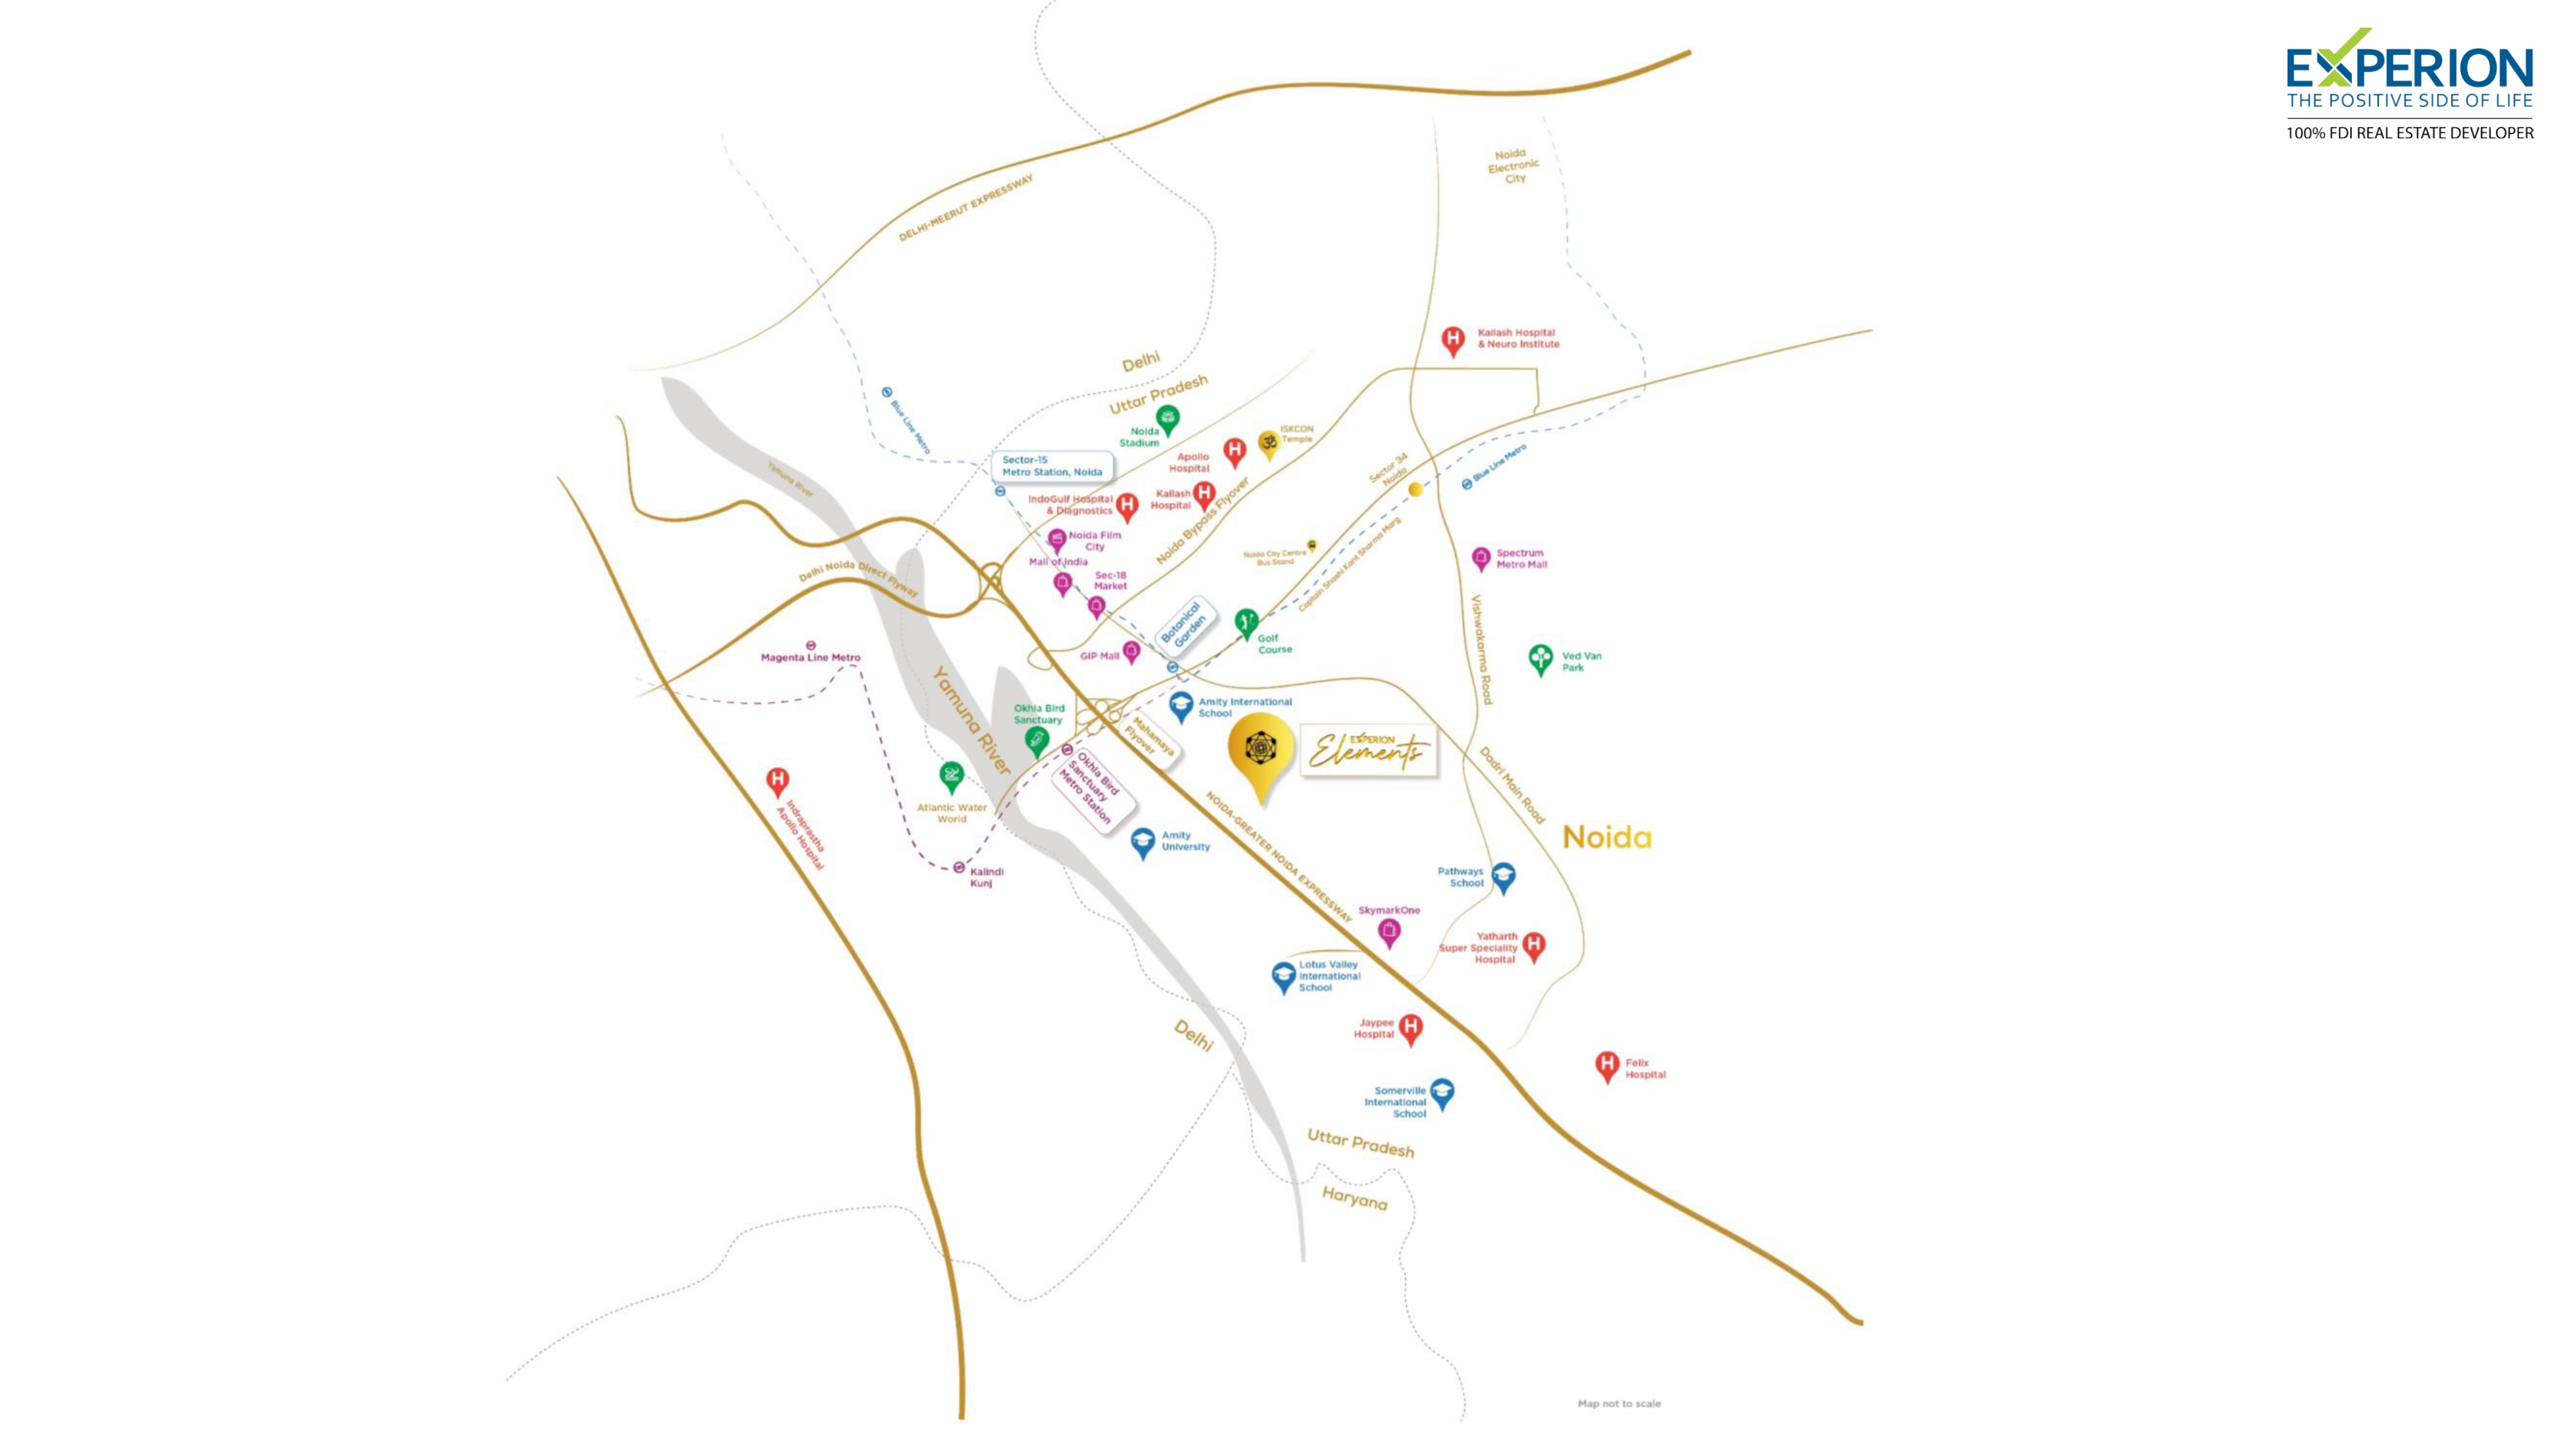 EXPERION
THE POSITIVE SIDE OF LIFE
100% FDI REAL ESTATE DEVELOPER
Noida
Electronic
City
DELHI-MEERUT EXPRESSWAY
Kailash Hospital
& Neuro Institute
Delhi
Uttar Pradesh
Blue Line Metro
Noida
Stadium
ISKCON
Temple
Apollo
Hospital
Sector-15
Metro Station, Noida
Sector 34
Noida
Blue Line Metro
Yamuna River
IndoGulf Hospital
& Diagnostics
Kailash
Hospital
Noida Bypass Flyover
Noida Film
City
Mall of India
Sec-18
Market
Noida City Centre
Bus Stand
Captain Shashi Kant Sharma Marg
Spectrum
Metro Mall
Delhi Noida Direct Flyway
Botanical
Garden
Golf
Course
GIP Mall
Magenta Line Metro
Vishwakarma Road
Ved Van
Park
Yamuna River
Okhla Bird
Sanctuary
Amity International
School
Mahamaya
Flyover
EXPERION
Elements
Okhla Bird
Sanctuary
Metro Station
Dadri Main Road
Atlantic Water
World
Indraprastha
Apollo Hospital
NOIDA-GREATER NOIDA EXPRESSWAY
Noida
Amity
University
Kalindi
Kunj
Pathways
School
SkymarkOne
Yatharth
Super Speciality
Hospital
Lotus Valley
International
School
Delhi
Jaypee
Hospital
Felix
Hospital
Somerville
International
School
Uttar Pradesh
Haryana
Map not to scale